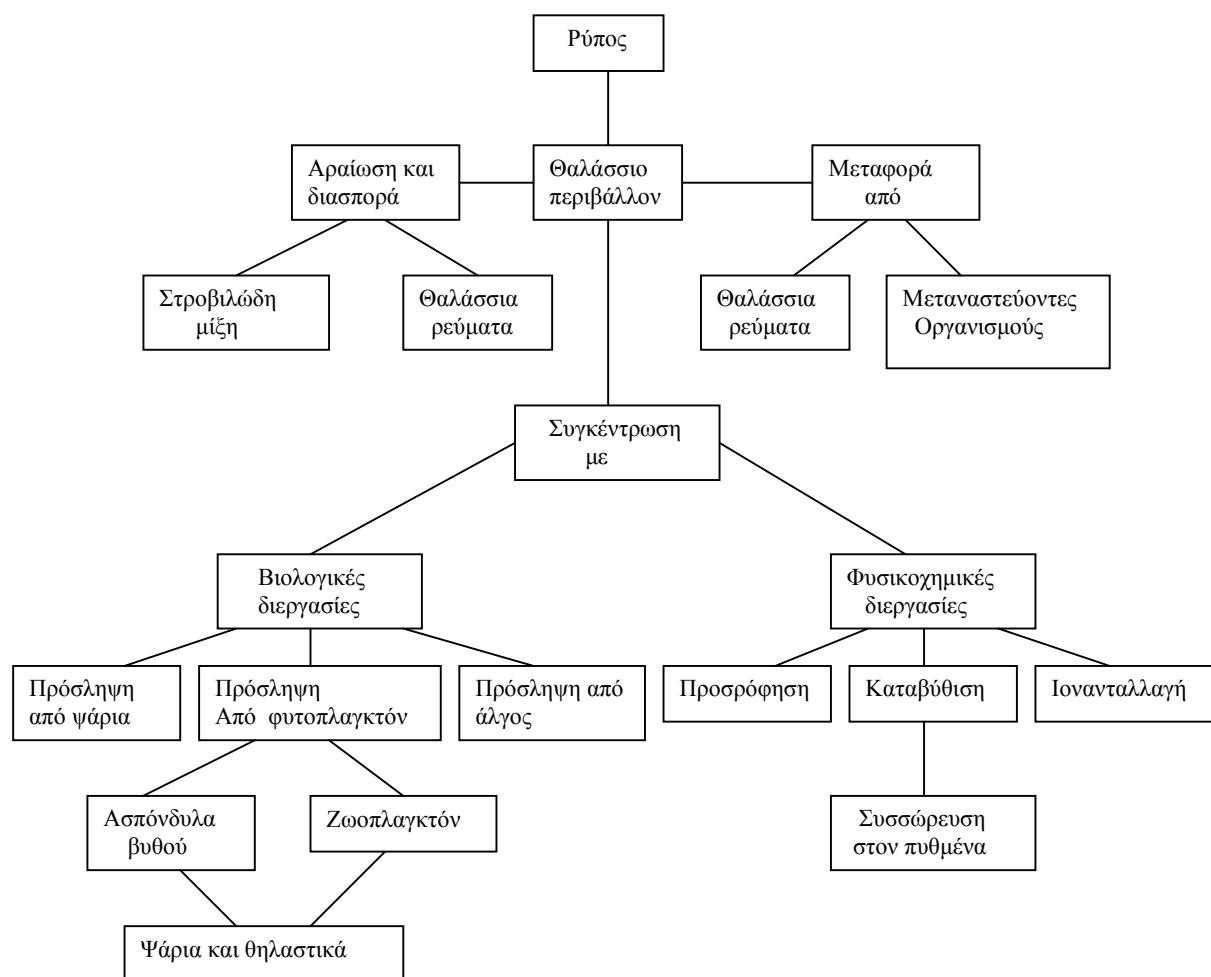 Ρύπος
Αραίωση και
διασπορά
Θαλάσσιο
περιβάλλον
Μεταφορά
από
Στροβιλώδη
μίξη
Θαλάσσια
ρεύματα
Θαλάσσια
ρεύματα
Μεταναστεύοντες
Οργανισμούς
Συγκέντρωση
με
Βιολογικές
διεργασίες
Φυσικοχημικές
διεργασίες
Πρόσληψη
από ψάρια
Πρόσληψη
Από φυτοπλαγκτόν
Πρόσληψη από
άλγος
Προσρόφηση
Καταβύθιση
Ιονανταλλαγή
Ασπόνδυλα
βυθού
Ζωοπλαγκτόν
Συσσώρευση
στον πυθμένα
Ψάρια και θηλαστικά